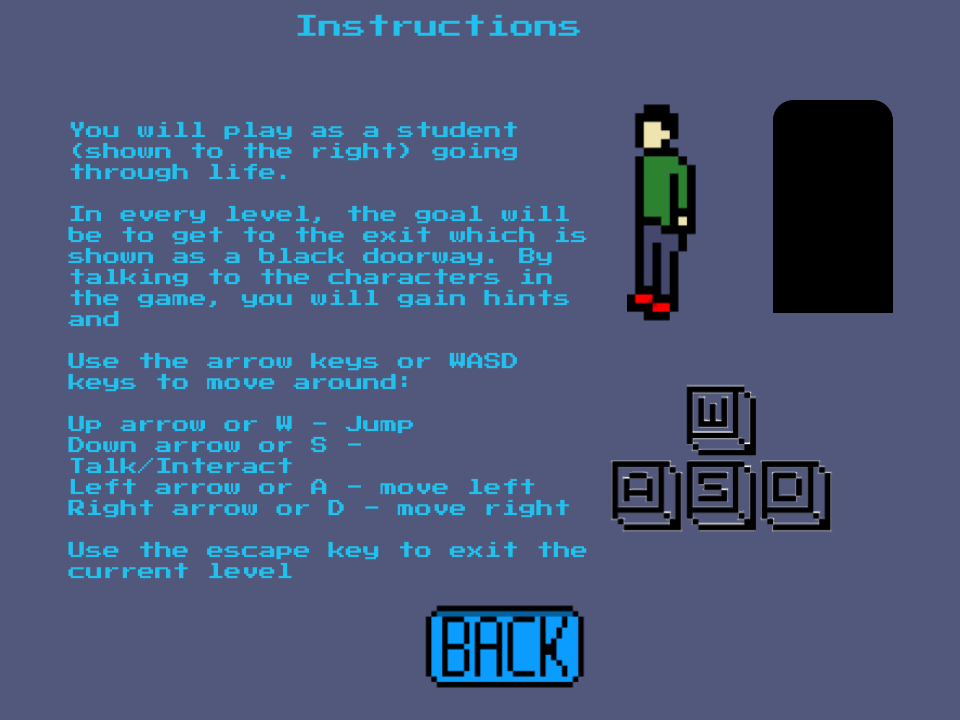 Instructions
You will play as a student
(shown to the right) going
through life.
In every level, the goal will
be to get to the exit which is
shown as a black doorway. By
talking to the characters in
the game, you will gain hints
and
Use the arrow keys or WASD
keys to move around:
Up arrow or W - Jump
Down arrow or S -
Talk/Interact
Left arrow or A - move left
Right arrow or D - move right
Use the escape key to exit the
current level
W
A S D
BACK